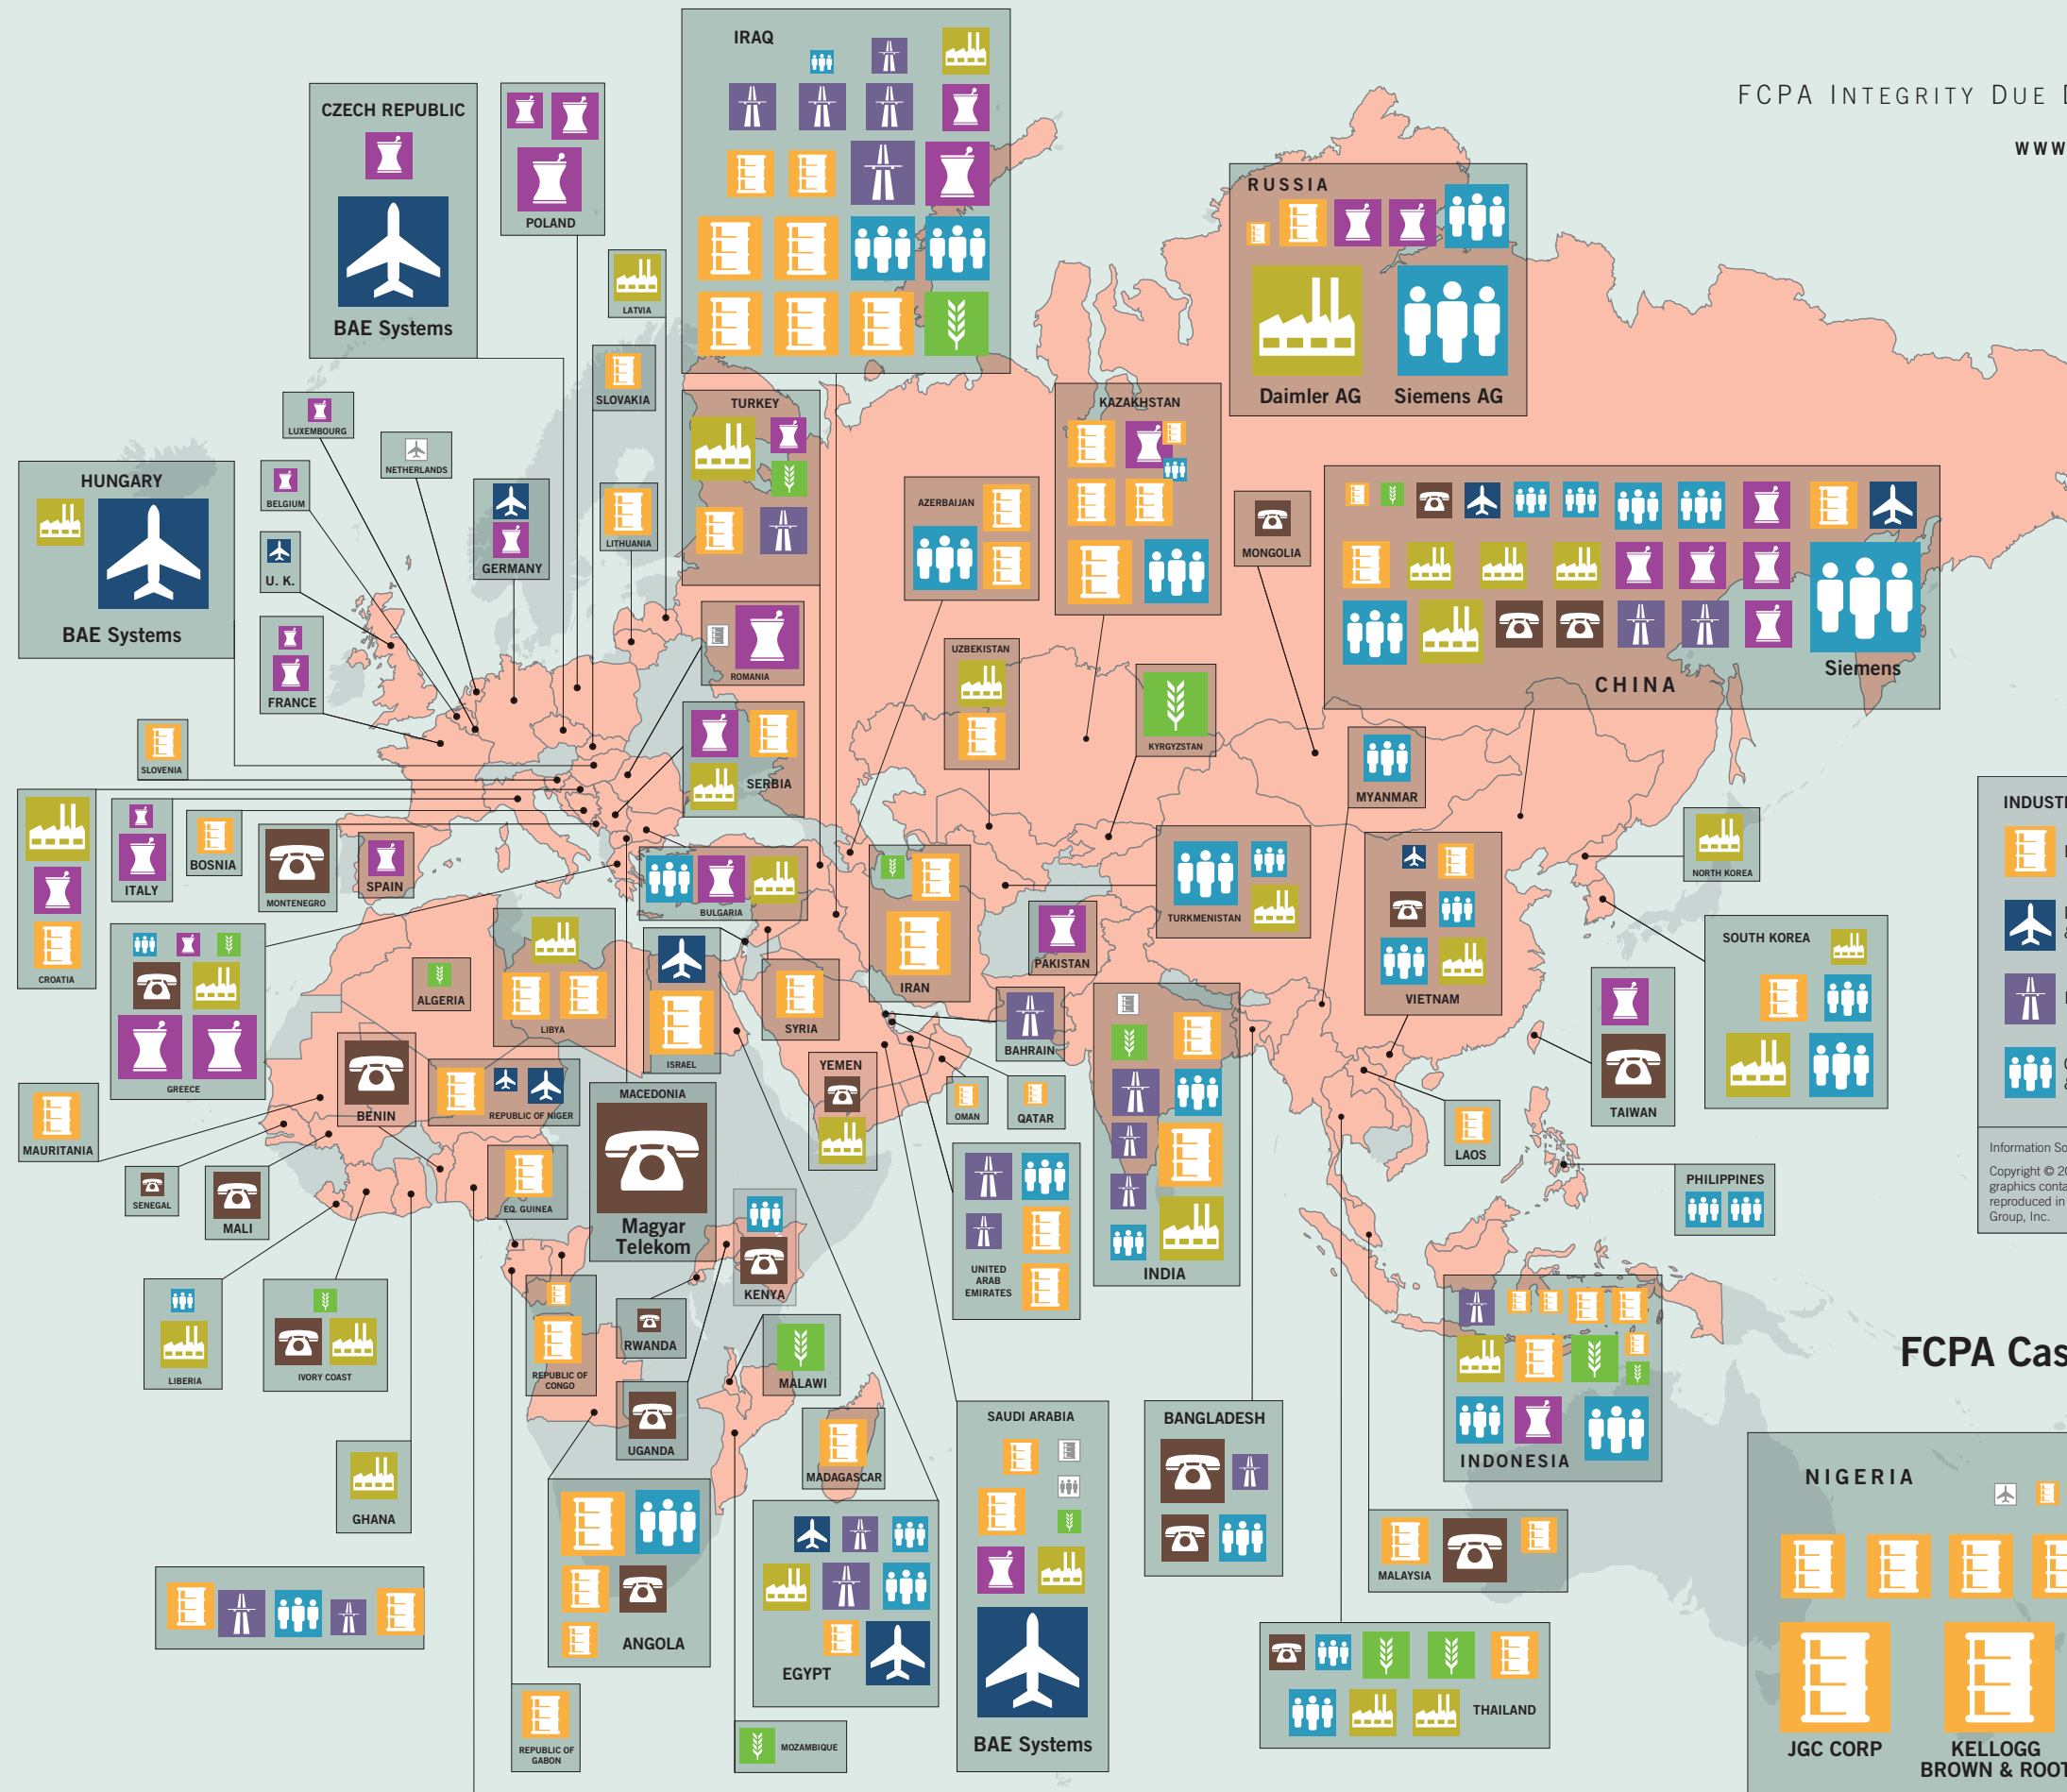 IRAQ
FCPA INTEGRITY DUE
WWW
CZECH REPUBLIC
BAE Systems
POLAND
LATVIA
RUSSIA
Daimler AG
Siemens AG
SLOVAKIA
TURKEY
KAZAKHSTAN
LUXEMBOURG
NETHERLANDS
HUNGARY
BAE Systems
BELGIUM
U. K.
GERMANY
LITHUANIA
AZERBAIJAN
MONGOLIA
CHINA
Siemens
FRANCE
ROMANIA
UZBEKISTAN
KYRGYZSTAN
SLOVENIA
SERBIA
MYANMAR
CROATIA
ITALY
BOSNIA
MONTENEGRO
SPAIN
BULGARIA
IRAN
PAKISTAN
TURKMENISTAN
VIETNAM
NORTH KOREA
SOUTH KOREA
GREECE
ALGERIA
LIBYA
ISRAEL
SYRIA
BAHRAIN
TAIWAN
MAURITANIA
BENIN
REPUBLIC OF NIGER
MACEDONIA
Magyar
Telekom
YEMEN
OMAN
QATAR
INDIA
LAOS
PHILIPPINES
SENEGAL
MALI
EQ. GUINEA
KENYA
UNITED
ARAB
EMIRATES
LIBERIA
IVORY COAST
REPUBLIC OF
CONGO
RWANDA
MALAWI
INDONESIA
UGANDA
MADAGASCAR
GHANA
ANGOLA
EGYPT
SAUDI ARABIA
BAE Systems
BANGLADESH
MALAYSIA
THAILAND
REPUBLIC OF
GABON
MOZAMBIQUE
INDUST
Information So
Copyright © 20
graphics conta
reproduced in
Group, Inc.
FCPA Cas
NIGERIA
JGC CORP
KELLOGG
BROWN & ROOT